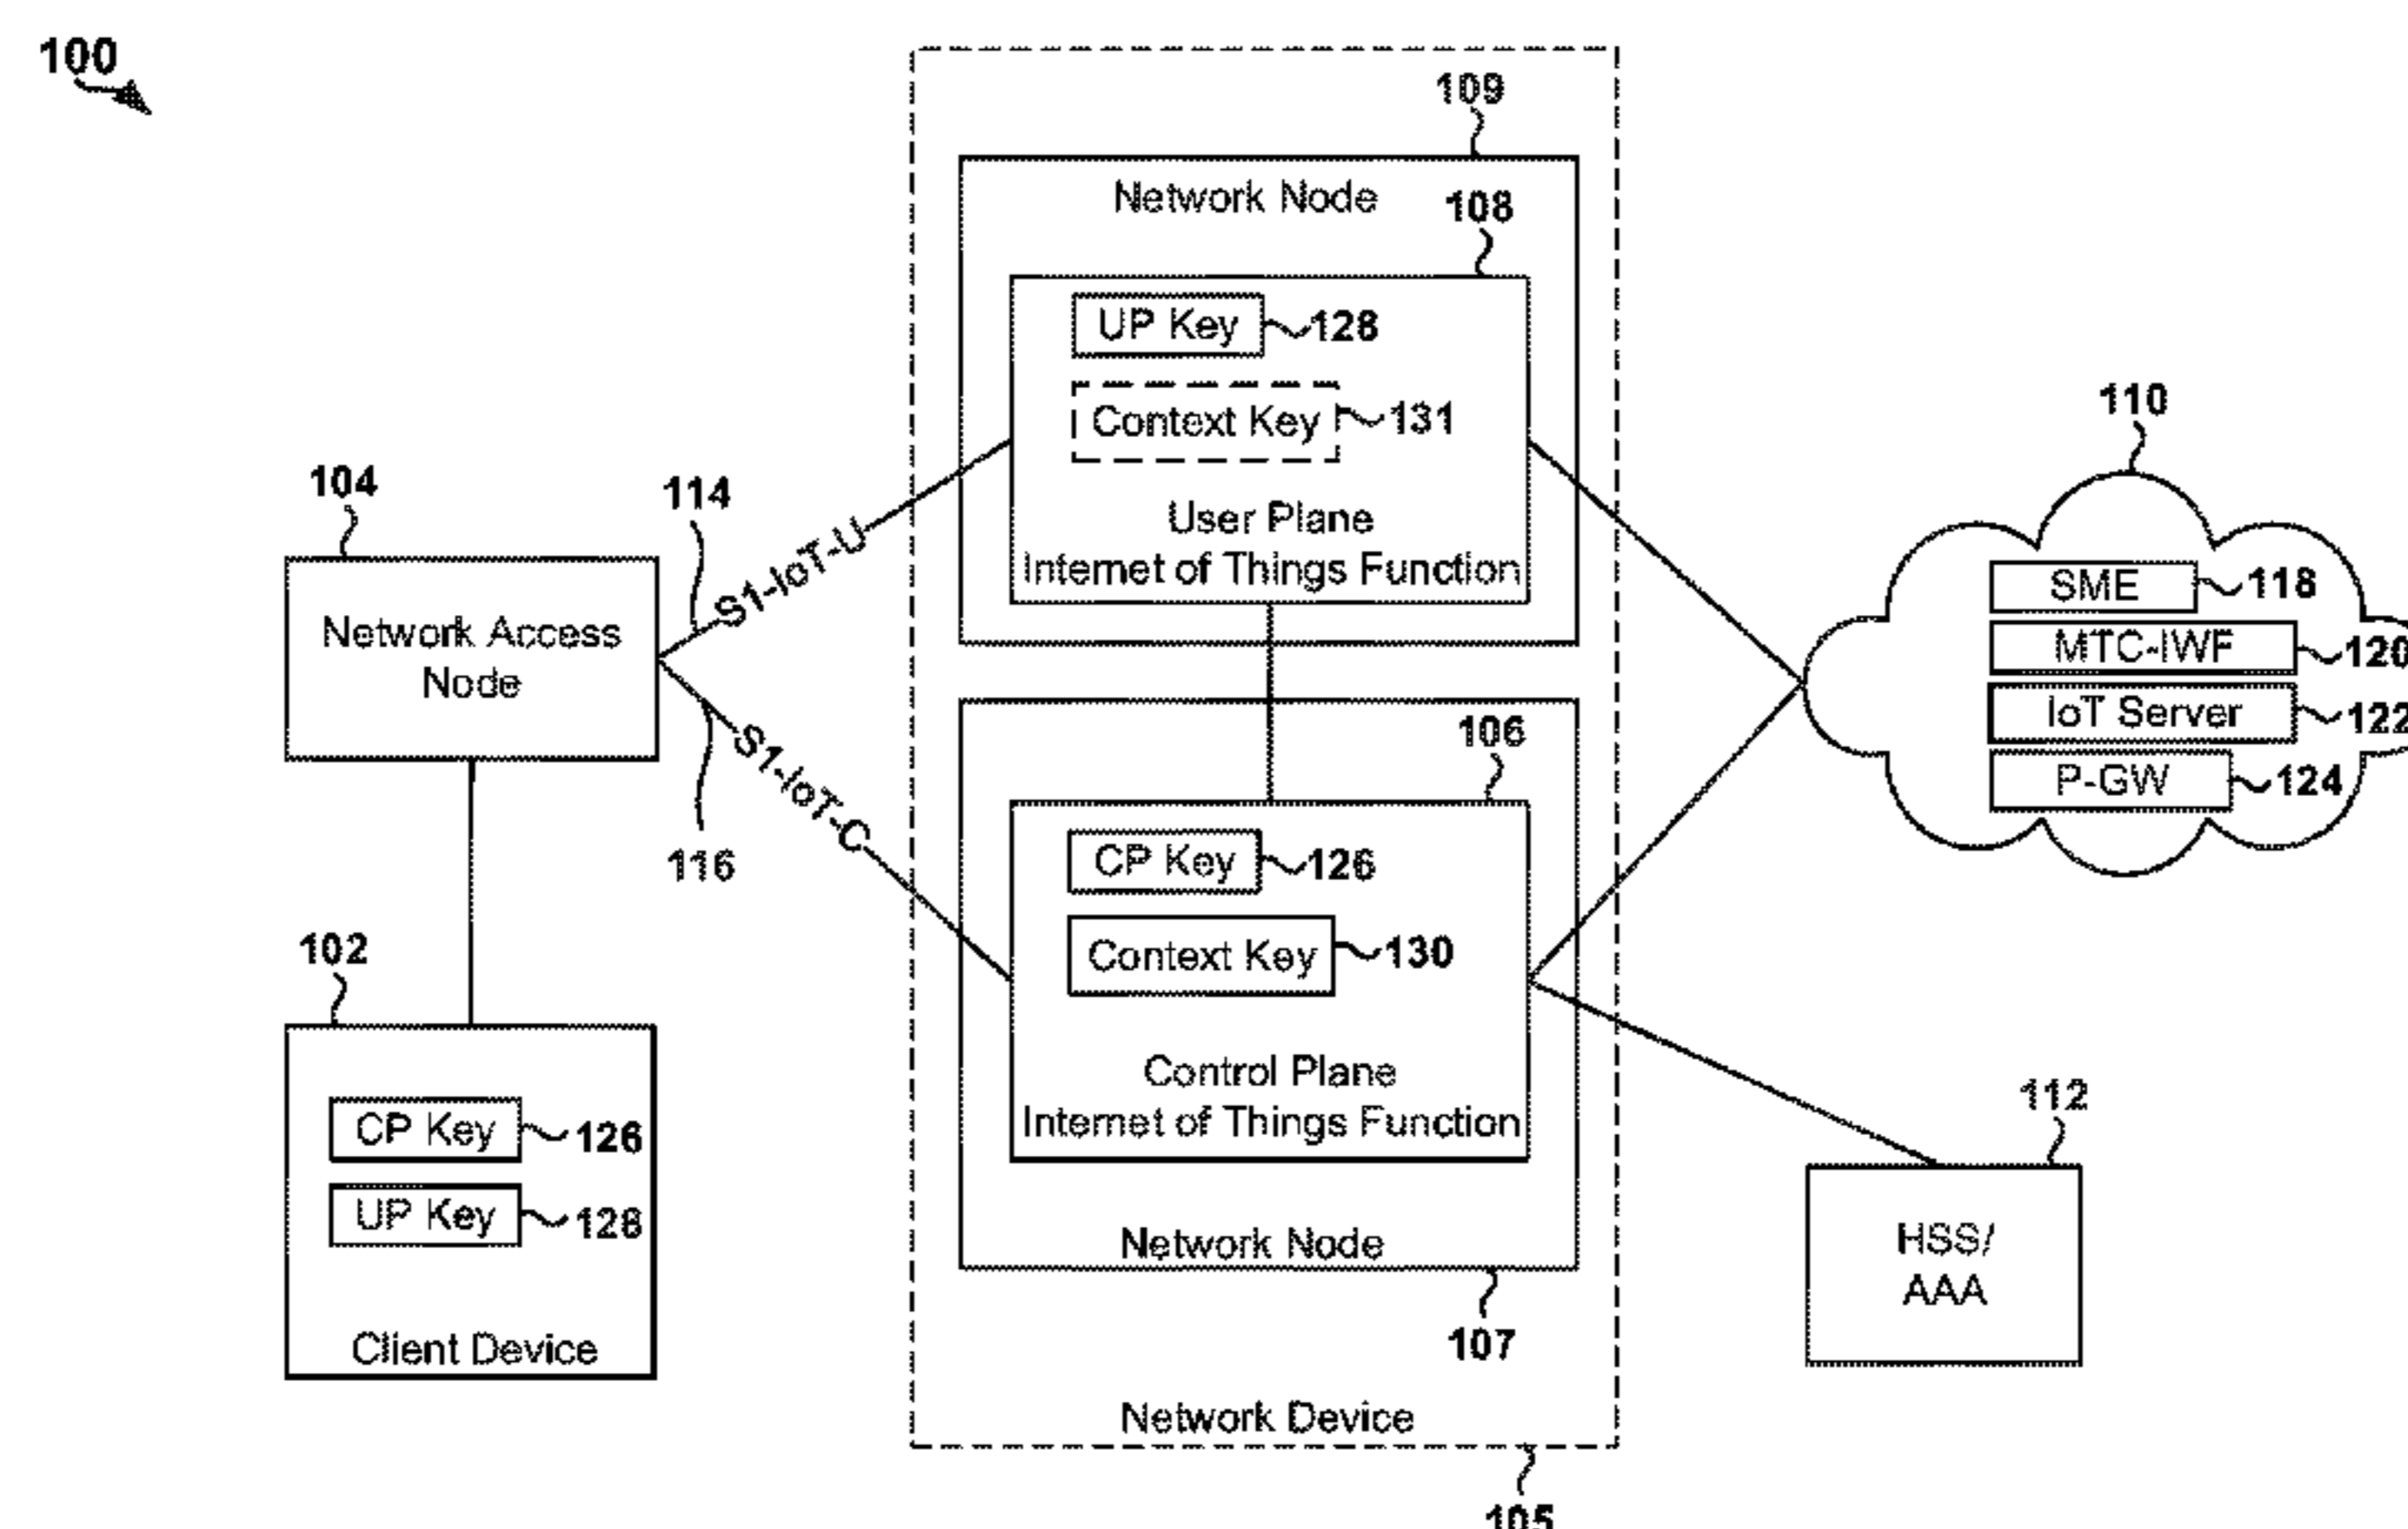 100
109
Network Node
108
UP Key
128
Context Key
131
User Plane
Internet of Things Function
104
Network Access
Node
114
S1-IoT-U
116
S1-IoT-C
110
SME
118
MTC-IWF
120
IoT Server
122
P-GW
124
106
CP Key
126
Context Key
130
Control Plane
Internet of Things Function
Network Node
107
Network Device
105
102
CP Key
126
UP Key
128
Client Device
112
HSS/
AAA